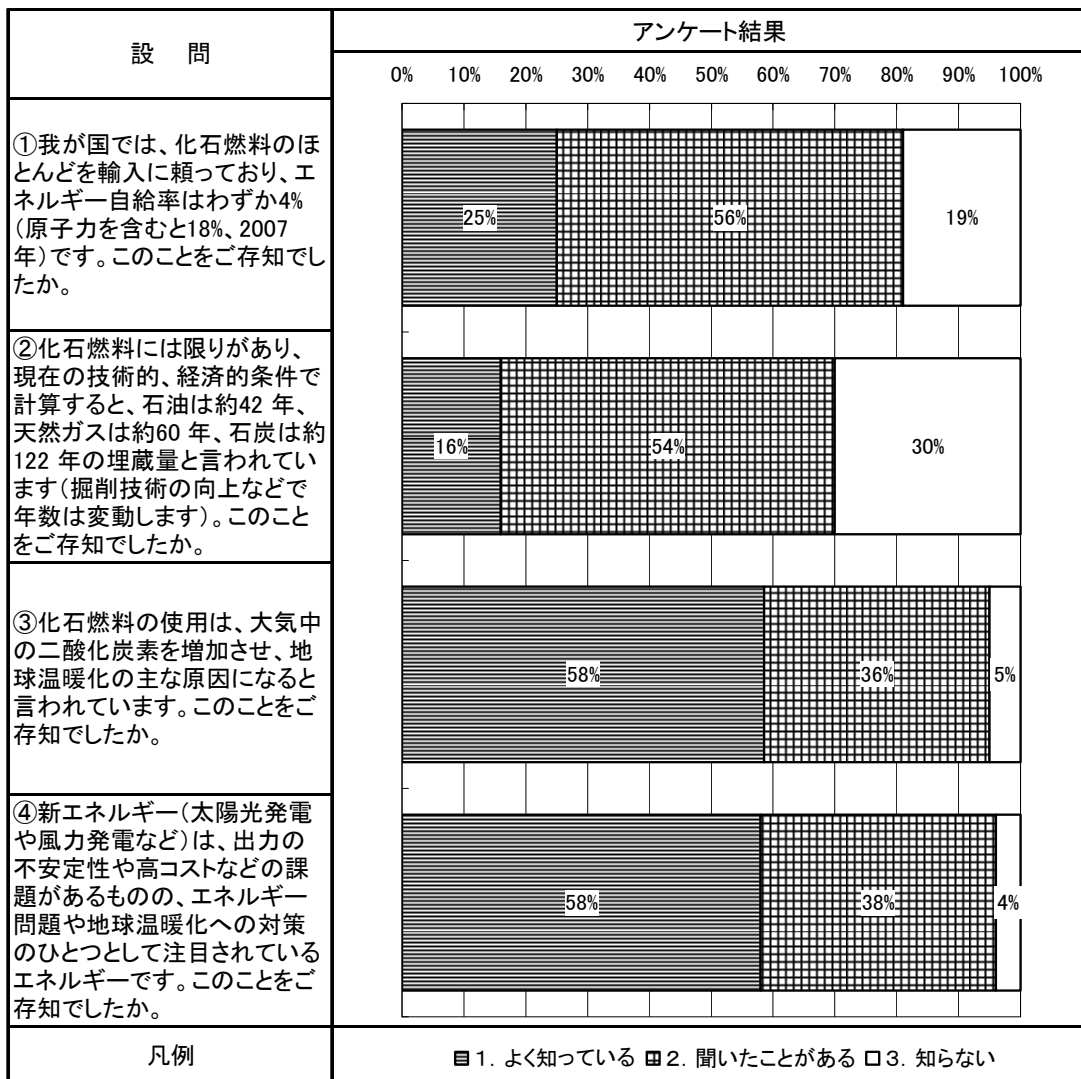 設　問
アンケート結果
0% 10% 20% 30% 40% 50% 60% 70% 80% 90% 100%
①我が国では、化石燃料のほ
とんどを輸入に頼っており、エ
ネルギー自給率はわずか4%
（原子力を含むと18%、2007
年）です。このことをご存知でし
たか。
25% 56% 19%
②化石燃料には限りがあり、
現在の技術的、経済的条件で
計算すると、石油は約42 年、
天然ガスは約60 年、石炭は約
122 年の埋蔵量と言われてい
ます（掘削技術の向上などで
年数は変動します）。このこと
をご存知でしたか。
16% 54% 30%
③化石燃料の使用は、大気中
の二酸化炭素を増加させ、地
球温暖化の主な原因になると
言われています。このことをご
存知でしたか。
58% 36% 5%
④新エネルギー（太陽光発電
や風力発電など）は、出力の
不安定性や高コストなどの課
題があるものの、エネルギー
問題や地球温暖化への対策
のひとつとして注目されている
エネルギーです。このことをご
存知でしたか。
58% 38% 4%
凡例
1．よく知っている 2．聞いたことがある 3．知らない